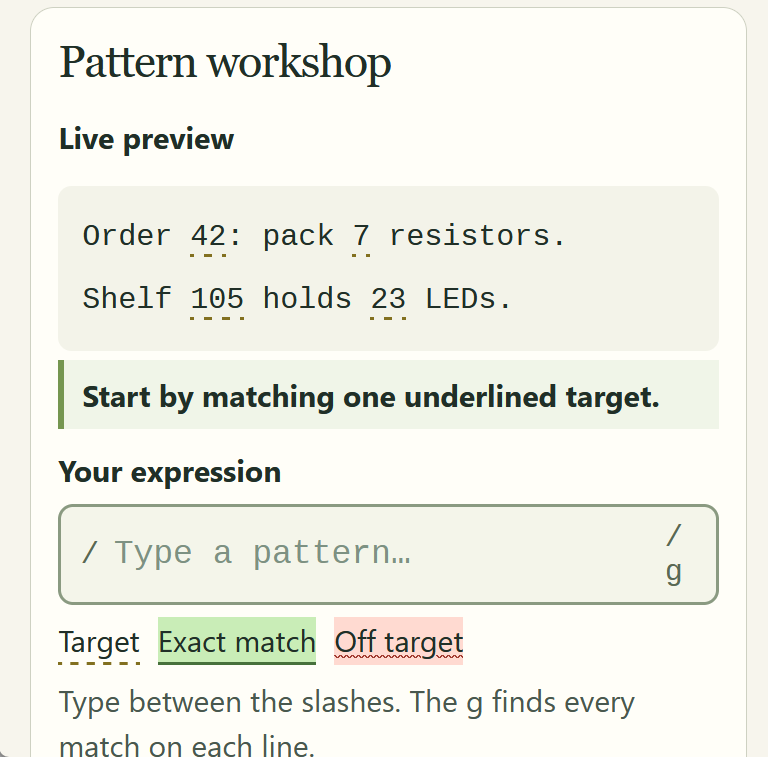 Pattern workshop
Live preview
Order 42: pack 7 resistors.
Shelf 105 holds 23 LEDs.
Start by matching one underlined target.
Your expression
/ Type a pattern… /
g
Target Exact match Off target
Type between the slashes. The g finds every
match on each line.